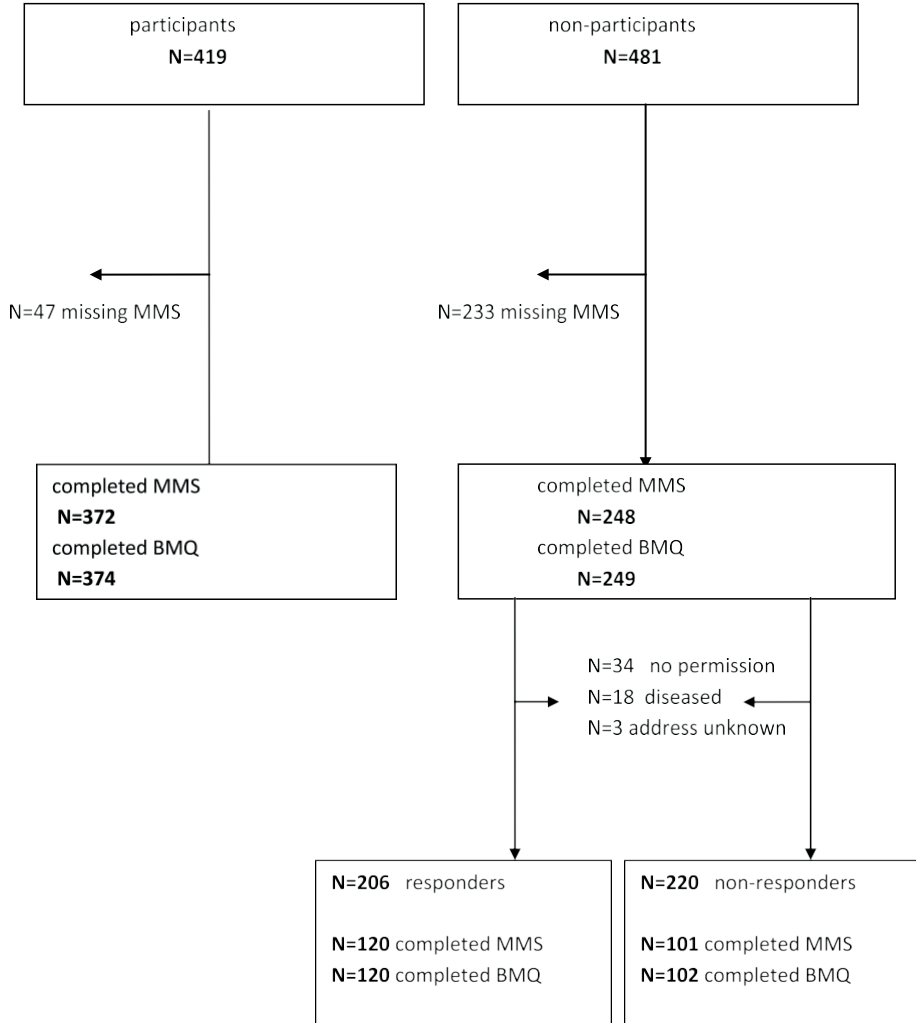 participants
N=419
non-participants
N=481
N=47 missing MMS
N=233 missing MMS
completed MMS
N=372
completed BMQ
N=374
completed MMS
N=248
completed BMQ
N=249
N=34 no permission
N=18 diseased
N=3 address unknown
N=206 responders
N=120 completed MMS
N=120 completed BMQ
N=220 non-responders
N=101 completed MMS
N=102 completed BMQ